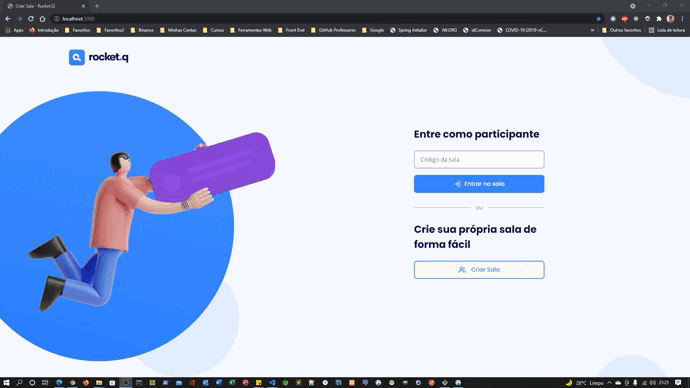 Criar Sala - Rocket.Q
localhost:3000
Apps
Introdução
Favoritos
Favoritos2
Binance
Minhas Contas
Cursos
Ferramentas Web
Front End
GitHub Professores
Google
Spring Initializr
JW.ORG
idCorreios
COVID-19 (2019-nC...
Outros favoritos
Lista de leitura
rocket.q
Entre como participante
Código da sala
Entrar na sala
ou
Crie sua própria sala de
forma fácil
Criar Sala
28°C Limpo
21:25